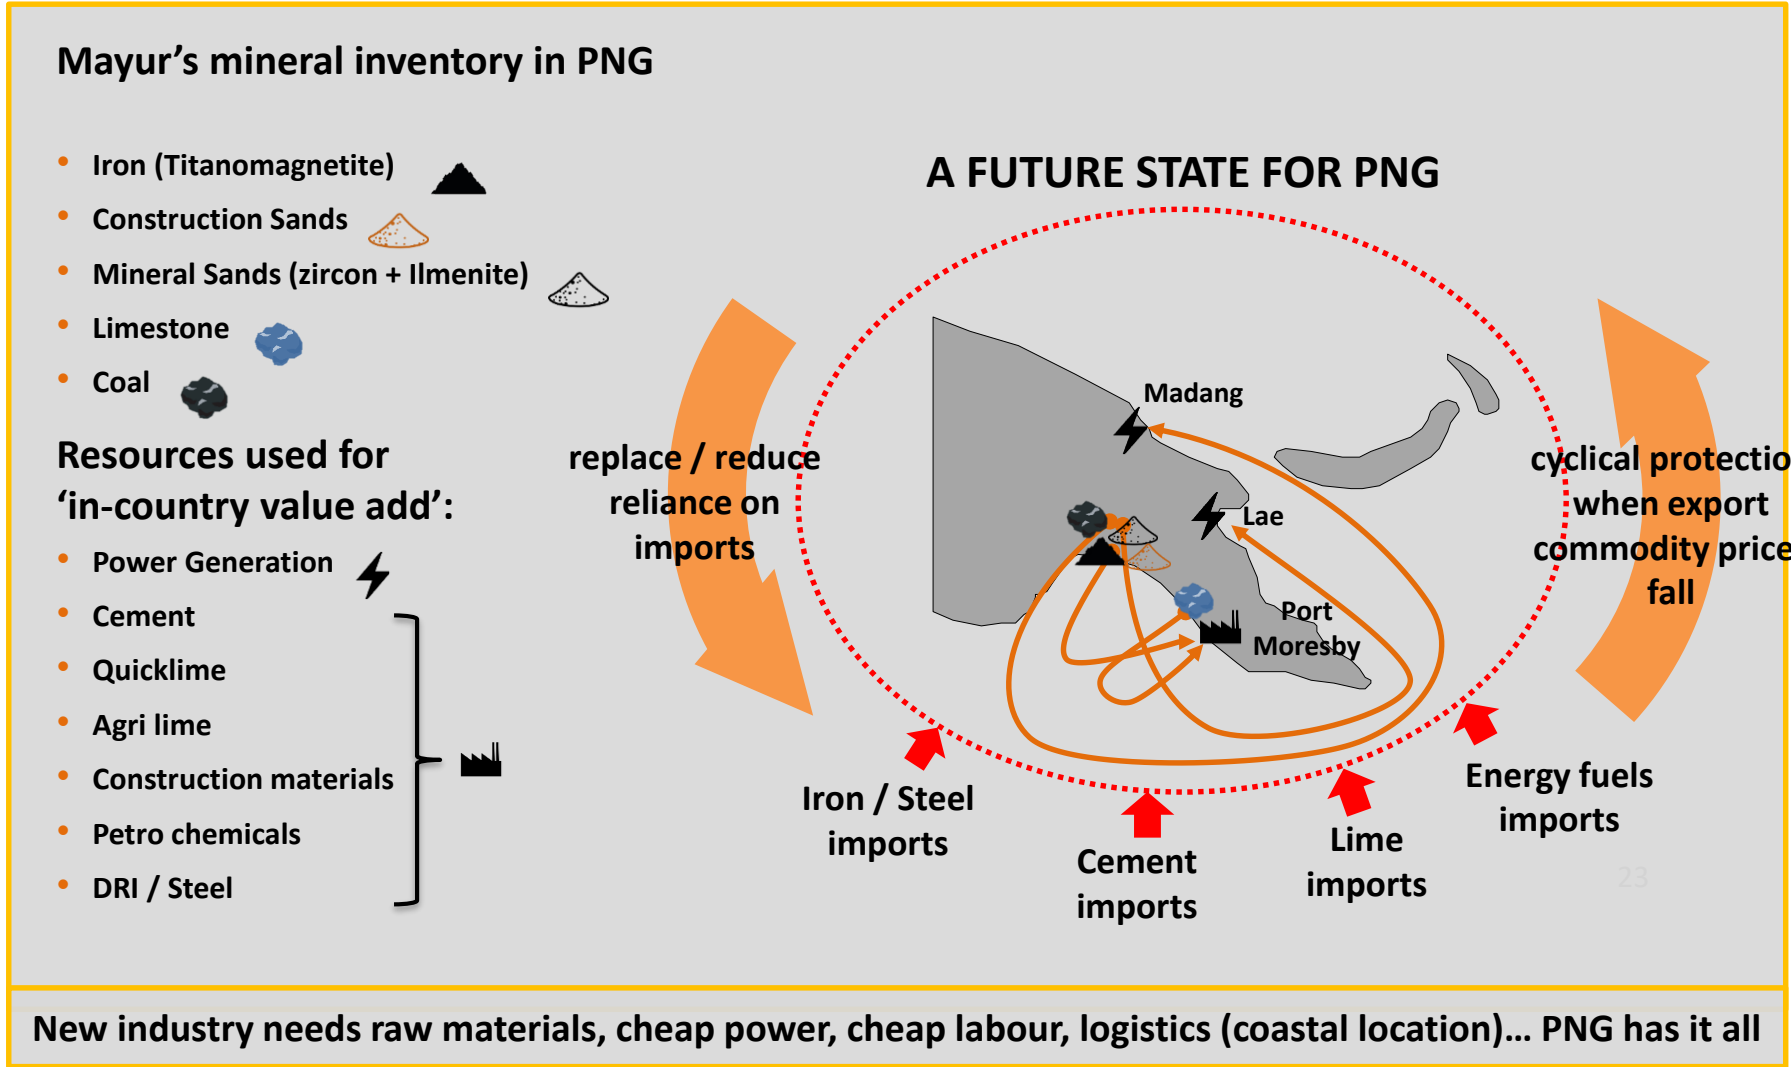 Mayur’s mineral inventory in PNG
• Iron (Titanomagnetite)
• Construction Sands
• Mineral Sands (zircon + Ilmenite)
• Limestone
• Coal
Resources used for
‘in-country value add’:
• Power Generation
• Cement
• Quicklime
• Agri lime
• Construction materials
• Petro chemicals
• DRI / Steel
A FUTURE STATE FOR PNG
replace / reduce
reliance on
imports
Madang
Lae
Port
Moresby
cyclical protectio
when export
commodity price
fall
Iron / Steel
imports
Cement
imports
Lime
imports
Energy fuels
imports
23
New industry needs raw materials, cheap power, cheap labour, logistics (coastal location)… PNG has it all